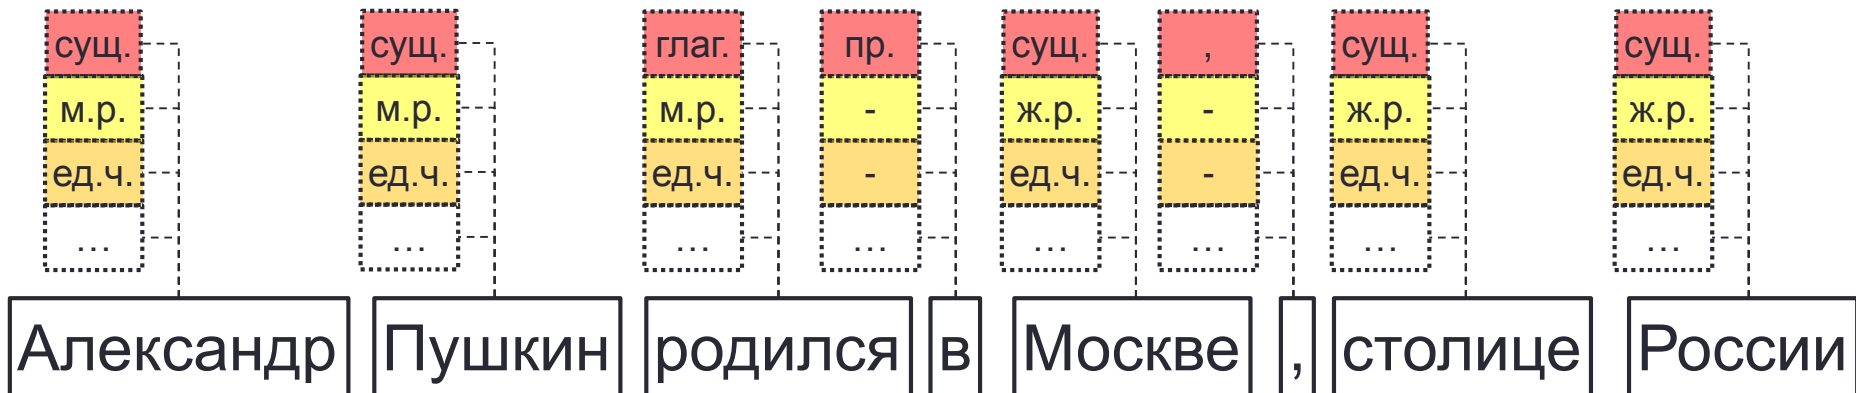 сущ. сущ. глаг. пр. сущ. , сущ. сущ.
м.р. м.р. м.р. - ж.р. - ж.р. ж.р.
ед.ч. ед.ч. ед.ч. - ед.ч. - ед.ч. ед.ч.
... ... ... ... ... ... ... ...
Александр Пушкин родился в Москве , столице России